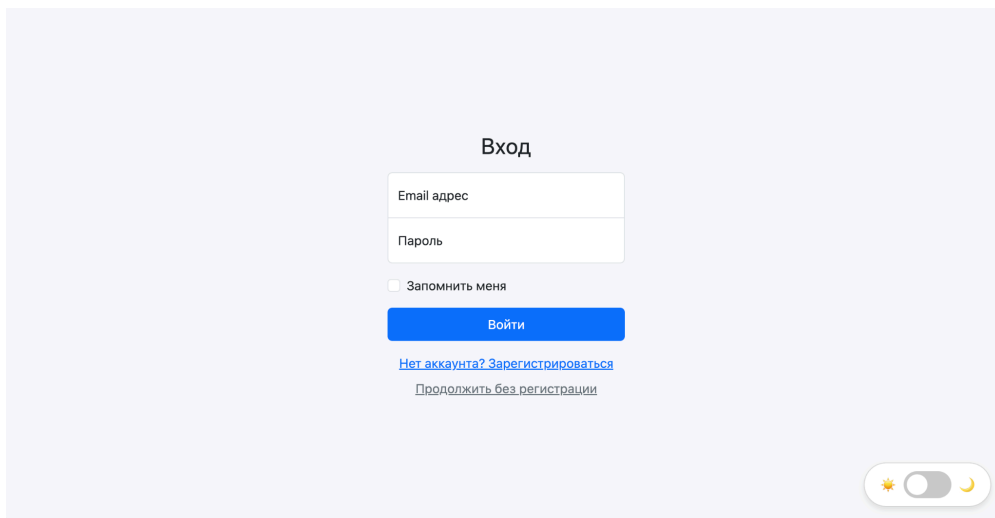 Вход
Email адрес
Пароль
Запомнить меня
Войти
Нет аккаунта? Зарегистрироваться
Продолжить без регистрации